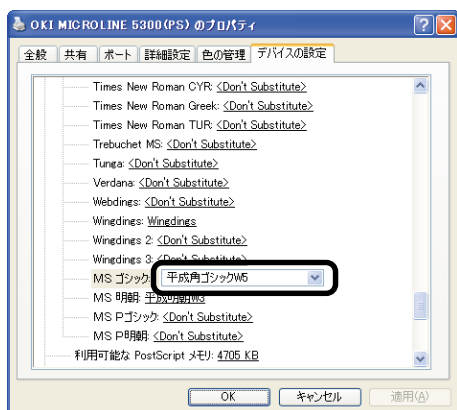 OKI MICROLINE 5300(PS) のプロパティ
全般 共有 ポート 詳細設定 色の管理 デバイスの設定
Times New Roman CYR: <Don't Substitute>
Times New Roman Greek: <Don't Substitute>
Times New Roman TUR: <Don't Substitute>
Trebuchet MS: <Don't Substitute>
Tunga: <Don't Substitute>
Verdana: <Don't Substitute>
Webdings: <Don't Substitute>
Wingdings: Wingdings
Wingdings 2: <Don't Substitute>
Wingdings 3: <Don't Substitute>
MS ゴシック: 平成角ゴシックW5
MS 明朝: 平成明朝W3
MS Pゴシック: <Don't Substitute>
MS P明朝: <Don't Substitute>
利用可能な PostScript メモリ: 4705 KB
OK キャンセル 適用(A)